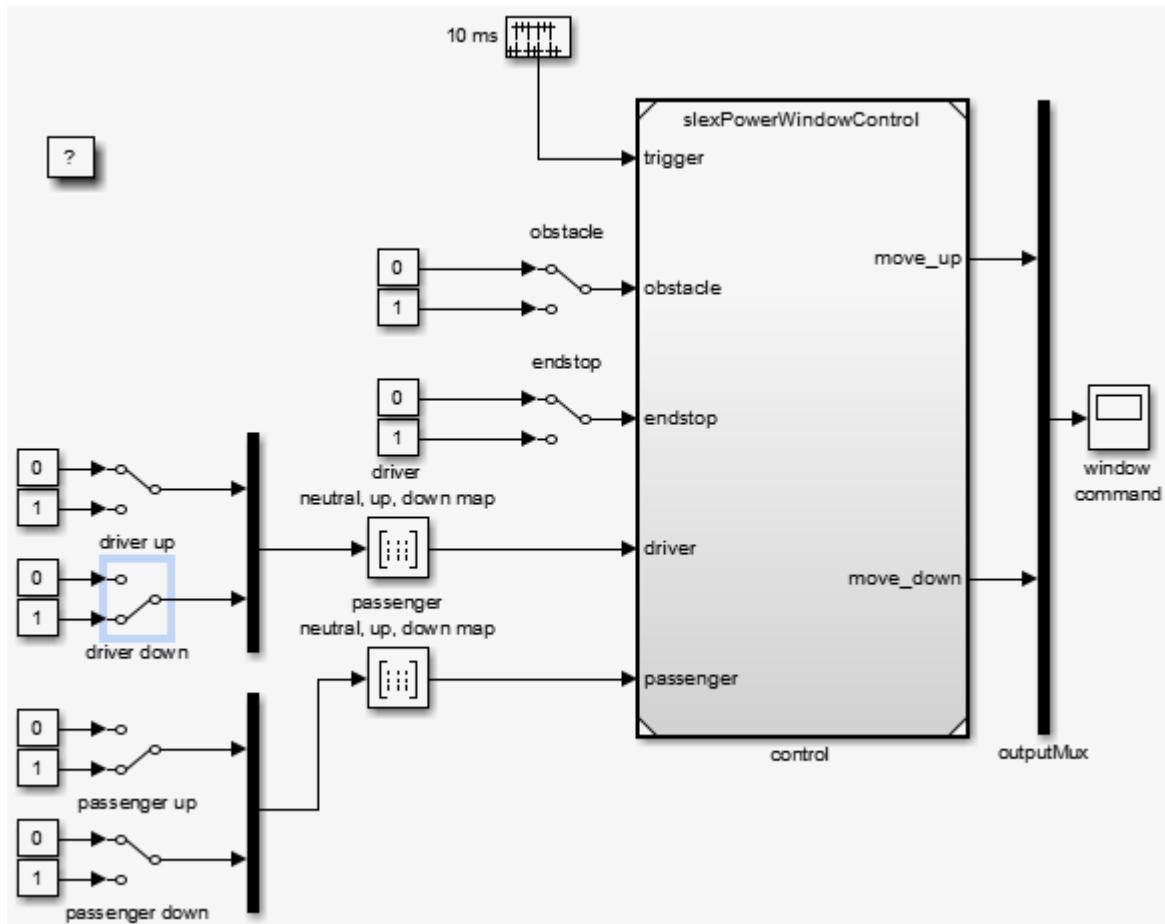 10 ms
slexPowerWindowControl
?
trigger
obstacle
0
1
obstacle
move_up
endstop
0
1
endstop
driver
neutral, up, down map
0
1
driver up
window
command
driver
0
1
driver down
passenger
neutral, up, down map
move_down
passenger
0
1
passenger up
control
outputMux
0
1
passenger down